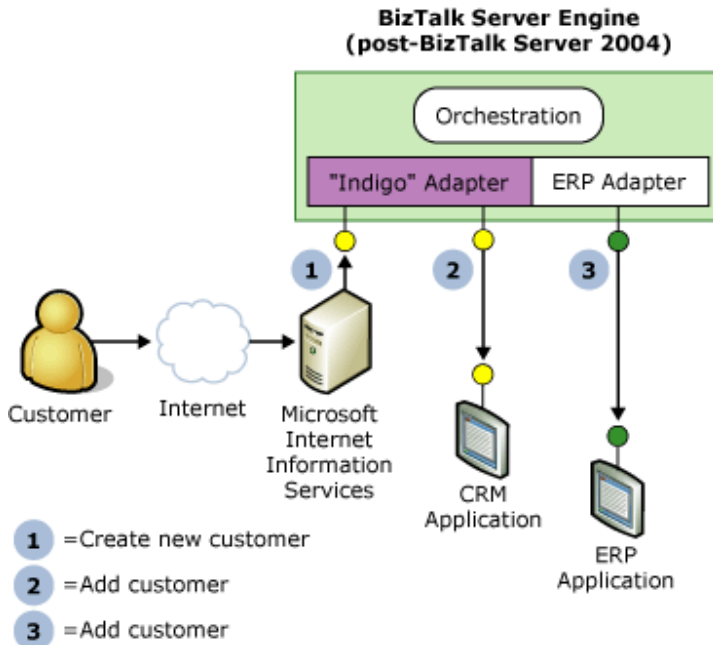 BizTalk Server Engine
(post-BizTalk Server 2004)
Orchestration
"Indigo" Adapter
ERP Adapter
1
2
3
Customer
Internet
Microsoft
Internet
Information
Services
CRM
Application
ERP
Application
1 =Create new customer
2 =Add customer
3 =Add customer